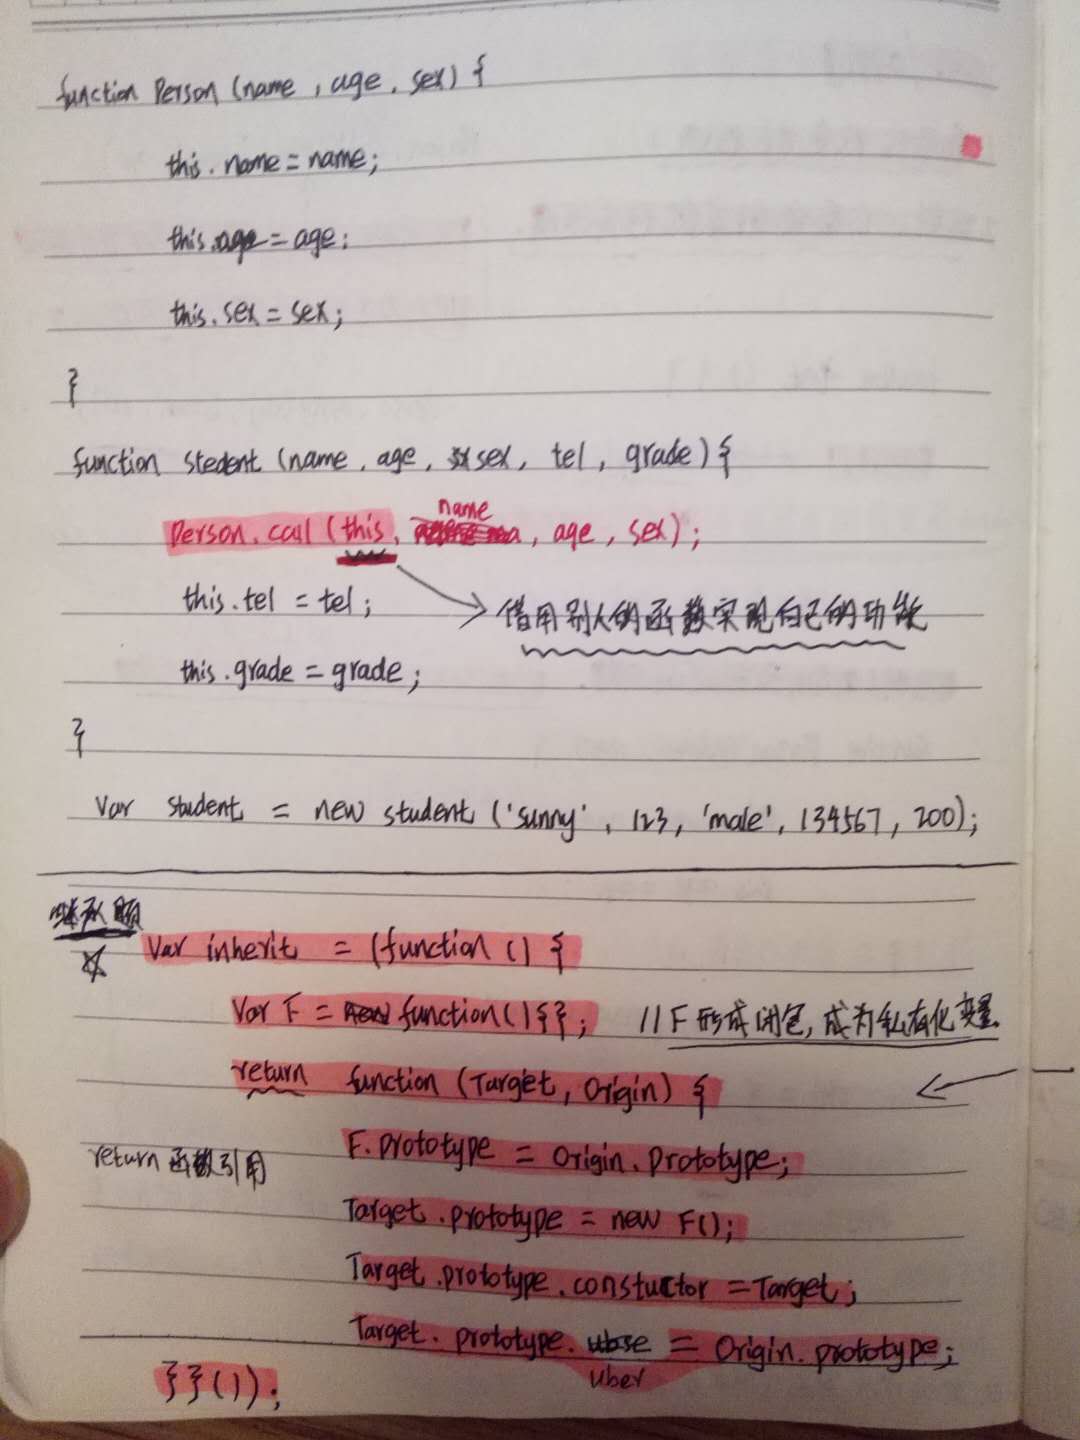 function Person (name , age , sex) {
this. name = name;
this.age = age;
this. sex = sex;
}
function stedent (name , age , sex , tel , grade) {
name
Person. call (this, , age , sex);
this.tel = tel;
借用别人的函数实现自己的功能
this.grade = grade;
}
Var student = new student ('sunny' , 123 , 'male' , 134567 , 200);
继承
Var inherit = (function () {
Var F = function () {}; //F形成闭包,成为私有化变量
return function (Target , Origin) {
F. prototype = Origin. prototype;
return 函数引用
Target .prototype = new F();
Target .prototype .constuctor = Target;
Target . prototype. = Origin. prototype;
uber
}}());